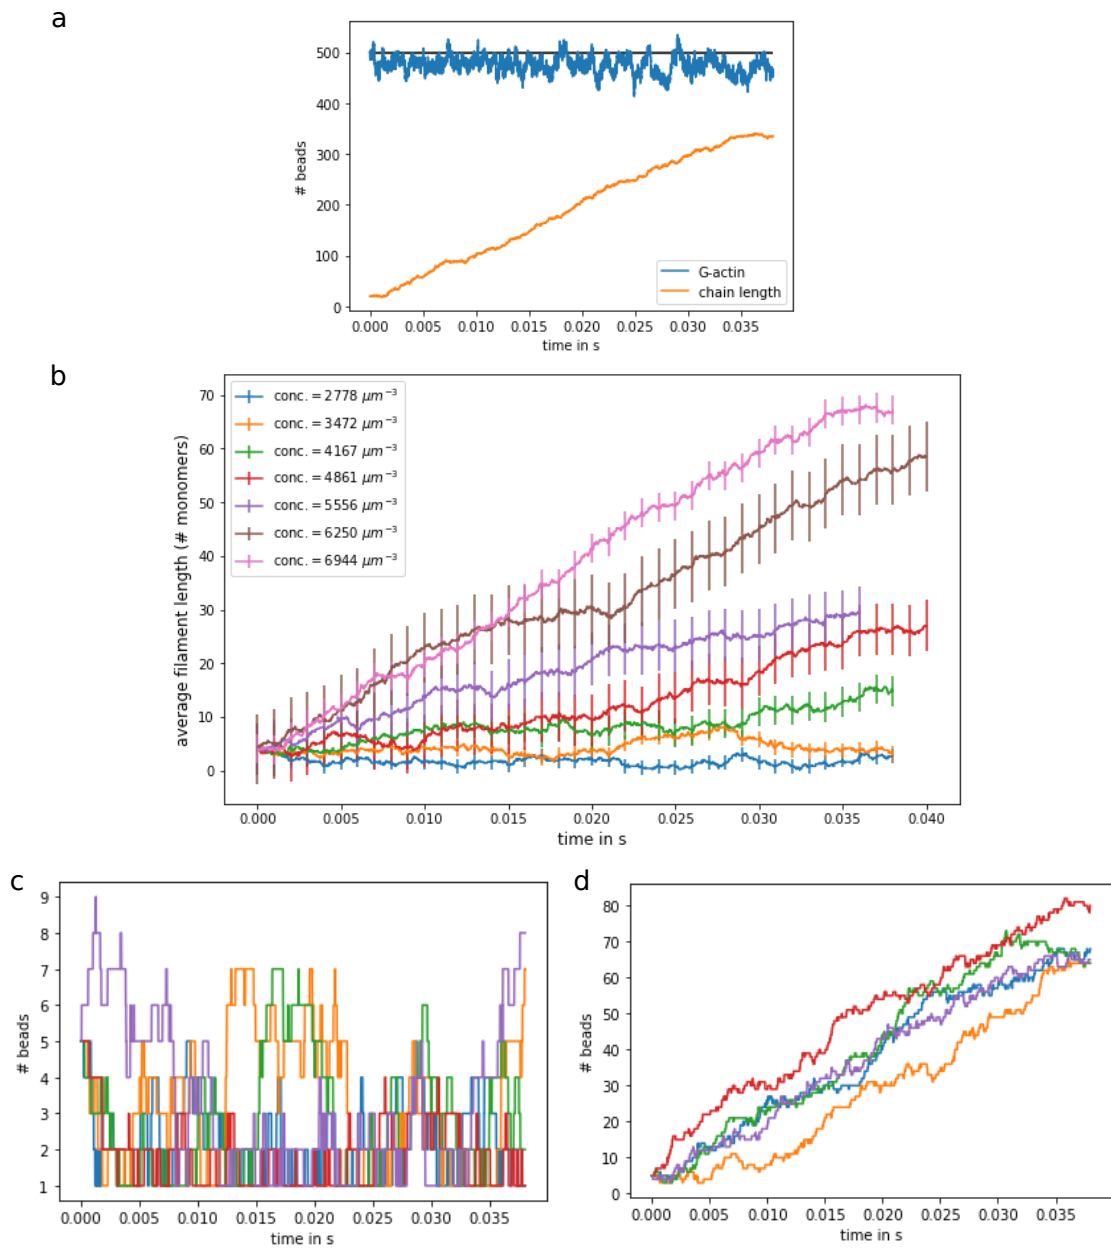 a
500
400
300
200
100
0
# beads
G-actin
chain length
0.000 0.005 0.010 0.015 0.020 0.025 0.030 0.035
time in s
b
70
60
50
40
30
20
10
0
average filament length (# monomers)
conc. = 2778 μm⁻³
conc. = 3472 μm⁻³
conc. = 4167 μm⁻³
conc. = 4861 μm⁻³
conc. = 5556 μm⁻³
conc. = 6250 μm⁻³
conc. = 6944 μm⁻³
0.000 0.005 0.010 0.015 0.020 0.025 0.030 0.035 0.040
time in s
c
9
8
7
6
5
4
3
2
1
# beads
0.000 0.005 0.010 0.015 0.020 0.025 0.030 0.035
time in s
d
80
70
60
50
40
30
20
10
0
# beads
0.000 0.005 0.010 0.015 0.020 0.025 0.030 0.035
time in s